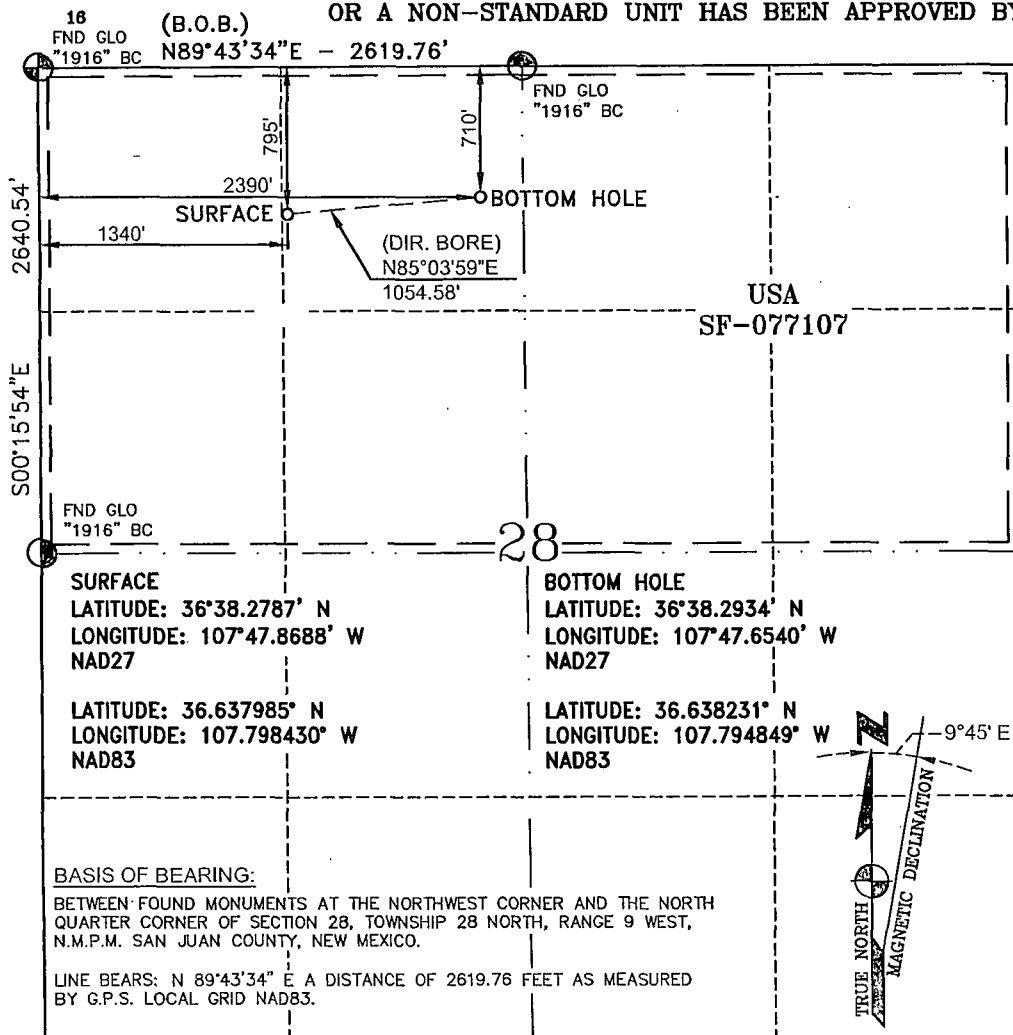 OR A NON-STANDARD UNIT HAS BEEN APPROVED BY
16
(B.O.B.)
FND GLO
"1916" BC
N89°43'34"E - 2619.76'
FND GLO
"1916" BC
795'
710'
2390'
BOTTOM HOLE
SURFACE
1340'
(DIR. BORE)
N85°03'59"E
1054.58'
2640.54'
S00°15'54"E
USA
SF-077107
FND GLO
"1916" BC
28
SURFACE
LATITUDE: 36°38.2787' N
LONGITUDE: 107°47.8688' W
NAD27
LATITUDE: 36.637985° N
LONGITUDE: 107.798430° W
NAD83
BOTTOM HOLE
LATITUDE: 36°38.2934' N
LONGITUDE: 107°47.6540' W
NAD27
LATITUDE: 36.638231° N
LONGITUDE: 107.794849° W
NAD83
N
9°45' E
TRUE NORTH
MAGNETIC DECLINATION
BASIS OF BEARING:
BETWEEN FOUND MONUMENTS AT THE NORTHWEST CORNER AND THE NORTH
QUARTER CORNER OF SECTION 28, TOWNSHIP 28 NORTH, RANGE 9 WEST,
N.M.P.M. SAN JUAN COUNTY, NEW MEXICO.
LINE BEARS: N 89°43'34" E A DISTANCE OF 2619.76 FEET AS MEASURED
BY G.P.S. LOCAL GRID NAD83.